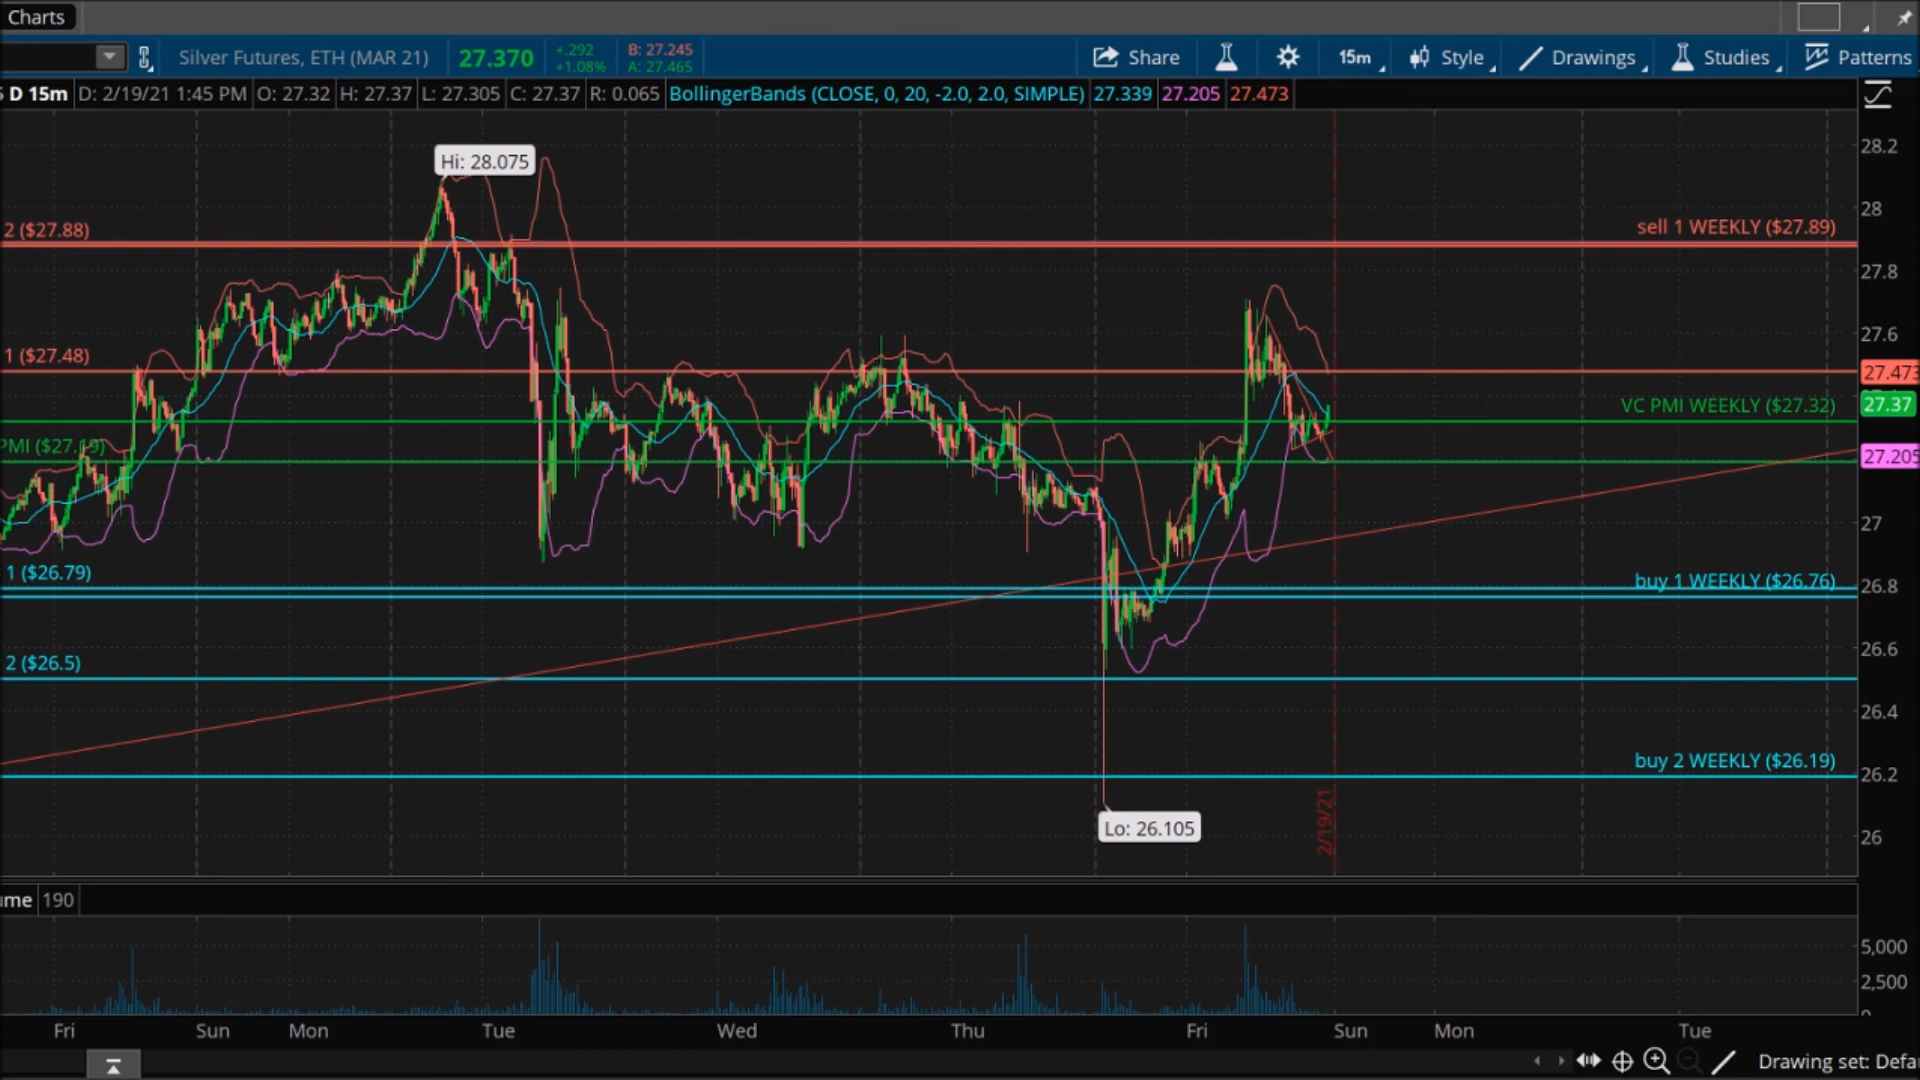 Charts
Silver Futures, ETH (MAR 21) 27.370 +.292 +1.08% B: 27.245 A: 27.465 Share 15m Style Drawings Studies Patterns
D 15m D: 2/19/21 1:45 PM O: 27.32 H: 27.37 L: 27.305 C: 27.37 R: 0.065 BollingerBands (CLOSE, 0, 20, -2.0, 2.0, SIMPLE) 27.339 27.205 27.473
28.2
Hi: 28.075
28
2 ($27.88) sell 1 WEEKLY ($27.89)
27.8
27.6
1 ($27.48)
27.473
VC PMI WEEKLY ($27.32) 27.37
PMI ($27.19)
27.205
27
1 ($26.79) buy 1 WEEKLY ($26.76) 26.8
26.6
2 ($26.5)
26.4
buy 2 WEEKLY ($26.19)
26.2
2/19/21
Lo: 26.105
26
ume 190
5,000
2,500
Fri Sun Mon Tue Wed Thu Fri Sun Mon Tue
Drawing set: Defa